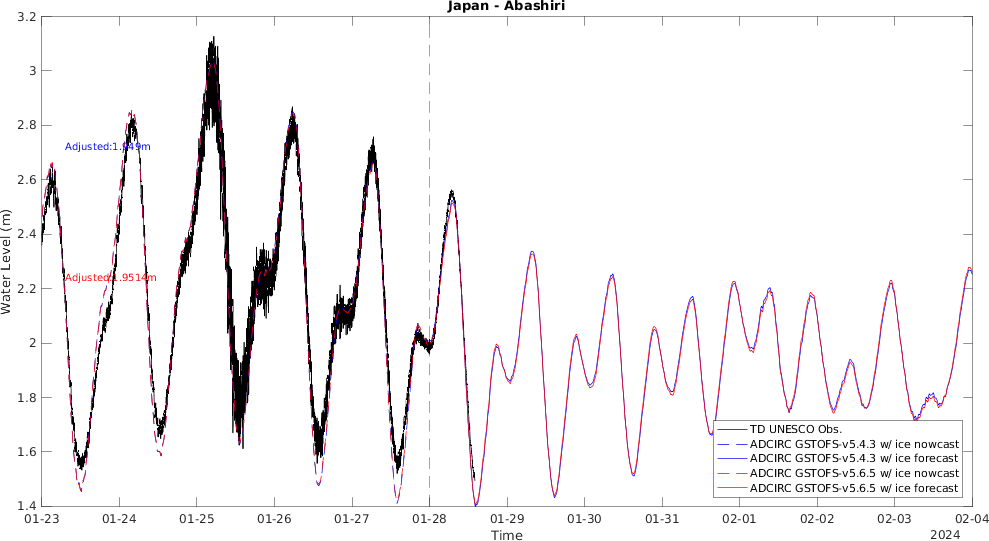 Japan - Abashiri
3.2
3
2.8
2.6
2.4
2.2
2
1.8
1.6
1.4
Water Level (m)
Adjusted:1.949m
Adjusted:1.9514m
TD UNESCO Obs.
ADCIRC GSTOFS-v5.4.3 w/ ice nowcast
ADCIRC GSTOFS-v5.4.3 w/ ice forecast
ADCIRC GSTOFS-v5.6.5 w/ ice nowcast
ADCIRC GSTOFS-v5.6.5 w/ ice forecast
01-23 01-24 01-25 01-26 01-27 01-28 01-29 01-30 01-31 02-01 02-02 02-03 02-04
Time
2024